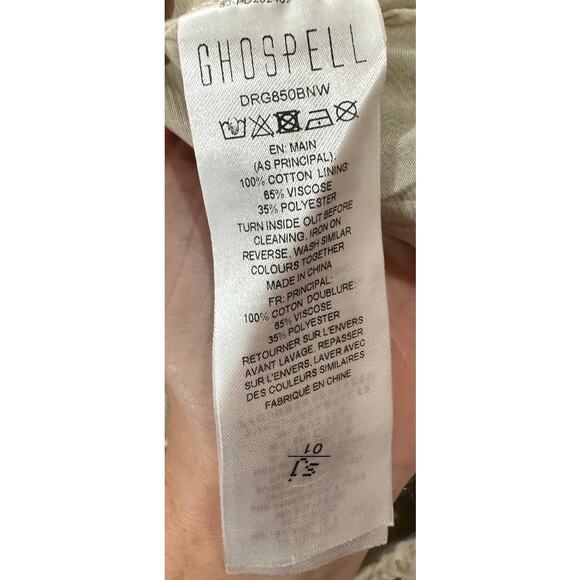 GHOSPELL
DRG850BNW
EN: MAIN
(AS PRINCIPAL):
100% COTTON LINING:
65% VISCOSE
35% POLYESTER
TURN INSIDE OUT BEFORE
CLEANING, IRON ON
REVERSE, WASH SIMILAR
COLOURS TOGETHER
MADE IN CHINA
FR: PRINCIPAL:
100% COTON DOUBLURE:
65% VISCOSE
35% POLYESTER
RETOURNER SUR L'ENVERS
AVANT LAVAGE, REPASSER
SUR L'ENVERS, LAVER AVEC
DES COULEURS SIMILAIRES
FABRIQUÉ EN CHINE
01